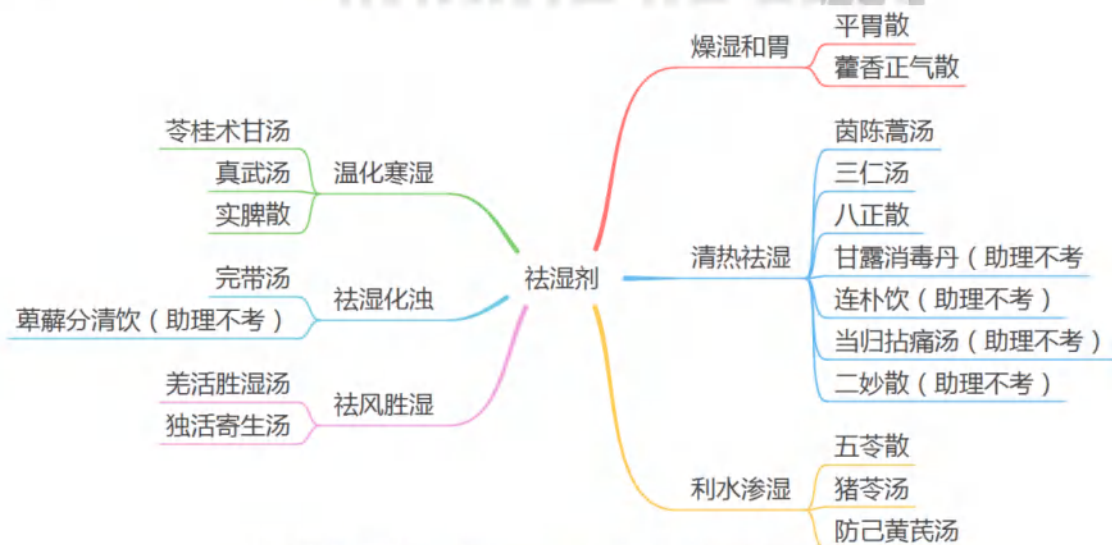 祛湿剂
燥湿和胃
平胃散
藿香正气散
清热祛湿
茵陈蒿汤
三仁汤
八正散
甘露消毒丹（助理不考
连朴饮（助理不考）
当归拈痛汤（助理不考）
二妙散（助理不考）
利水渗湿
五苓散
猪苓汤
防己黄芪汤
温化寒湿
苓桂术甘汤
真武汤
实脾散
祛湿化浊
完带汤
萆薢分清饮（助理不考）
祛风胜湿
羌活胜湿汤
独活寄生汤